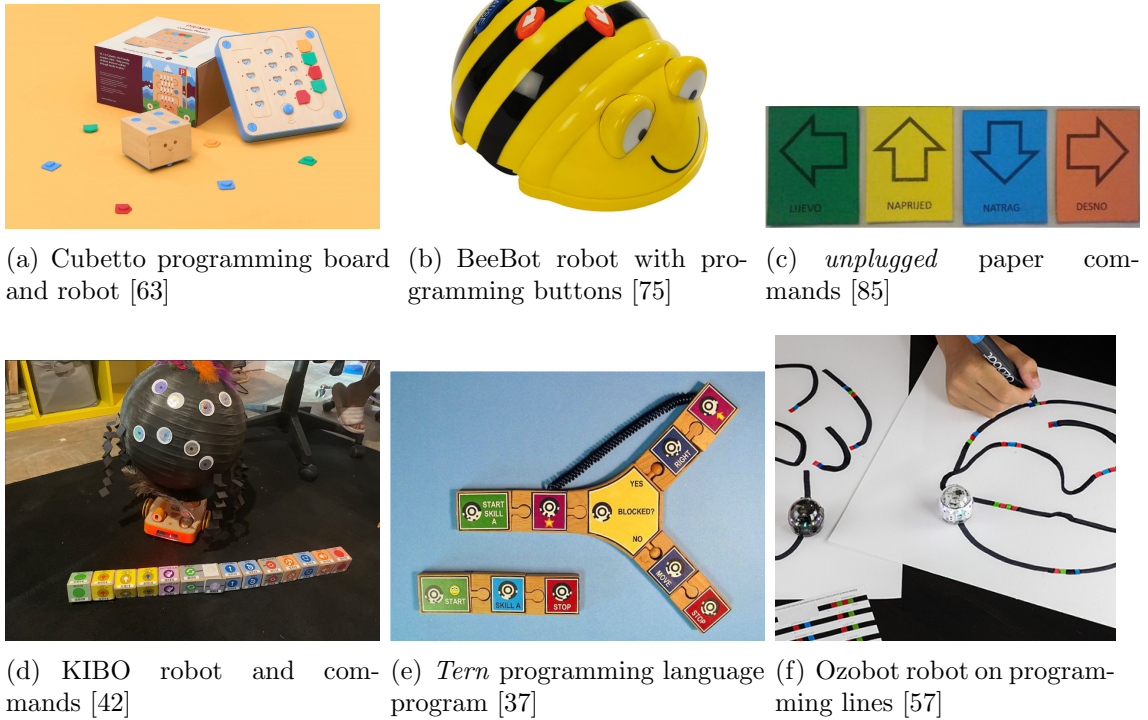 PRIMO
LIJEVO
NAPRIJED
NATRAG
DESNO
(a) Cubetto programming board
and robot [63]
(b) BeeBot robot with pro-
gramming buttons [75]
(c) unplugged paper com-
mands [85]
START
SKILL
A
YES
BLOCKED?
NO
RIGHT
MOVE
STOP
START
SKILL A
STOP
ozobot
(d) KIBO robot and com-
mands [42]
(e) Tern programming language
program [37]
(f) Ozobot robot on program-
ming lines [57]